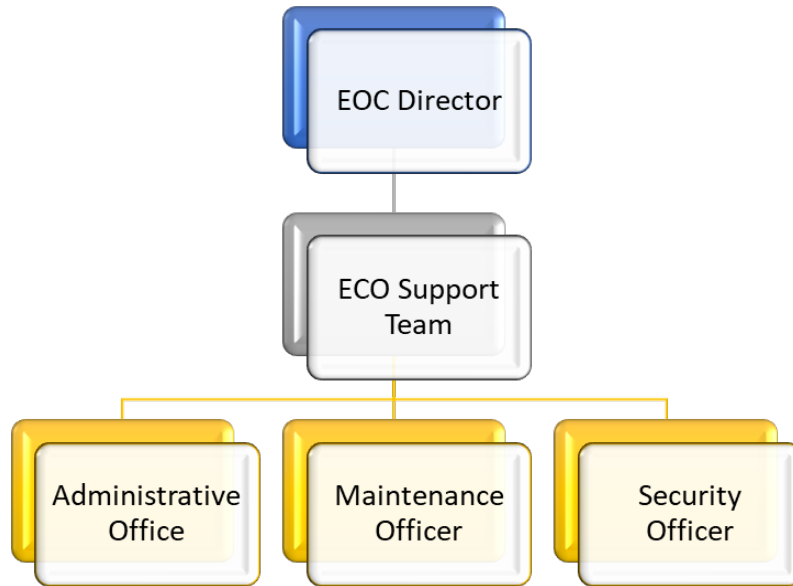 EOC Director
ECO Support
Team
Administrative
Office
Maintenance
Officer
Security
Officer